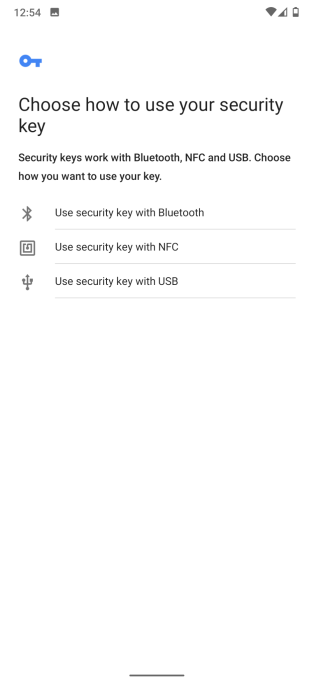 12:54
Choose how to use your security
key
Security keys work with Bluetooth, NFC and USB. Choose
how you want to use your key.
Use security key with Bluetooth
Use security key with NFC
Use security key with USB